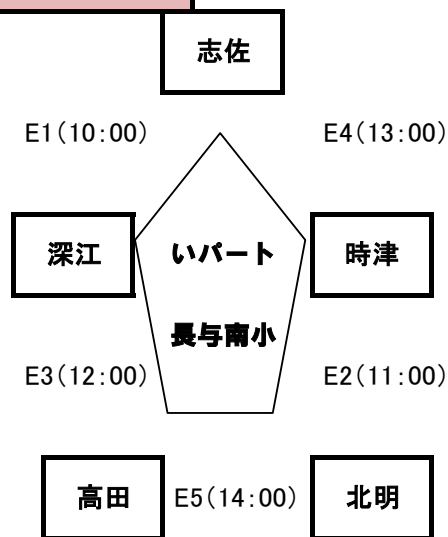 志佐
E1(10:00) E4(13:00)
深江 いパート 時津
長与南小
E3(12:00) E2(11:00)
高田 E5(14:00) 北明